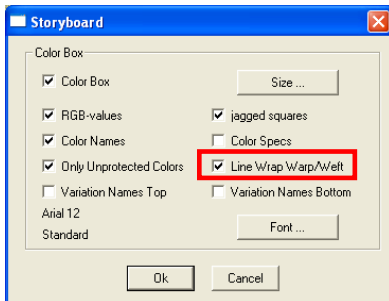 Storyboard
Color Box
Color Box
Size ...
RGB-values
jagged squares
Color Names
Color Specs
Only Unprotected Colors
Line Wrap Warp/Weft
Variation Names Top
Variation Names Bottom
Arial 12
Standard
Font ...
Ok
Cancel